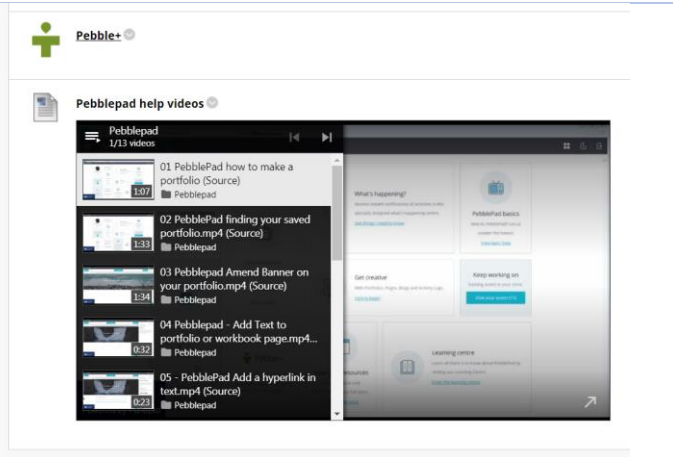 Pebble+
Pebblepad help videos
Pebblepad
1/13 videos
01 PebblePad how to make a
portfolio (Source)
Pebblepad
1:07
02 PebblePad finding your saved
portfolio.mp4 (Source)
Pebblepad
1:33
03 Pebblepad Amend Banner on
your portfolio.mp4 (Source)
Pebblepad
1:34
04 Pebblepad - Add Text to
portfolio or workbook page.mp4...
Pebblepad
0:32
05 - PebblePad Add a hyperlink in
text.mp4 (Source)
Pebblepad
0:23
What's happening?
PebblePad basics
Get creative
Keep working on
Learning centre